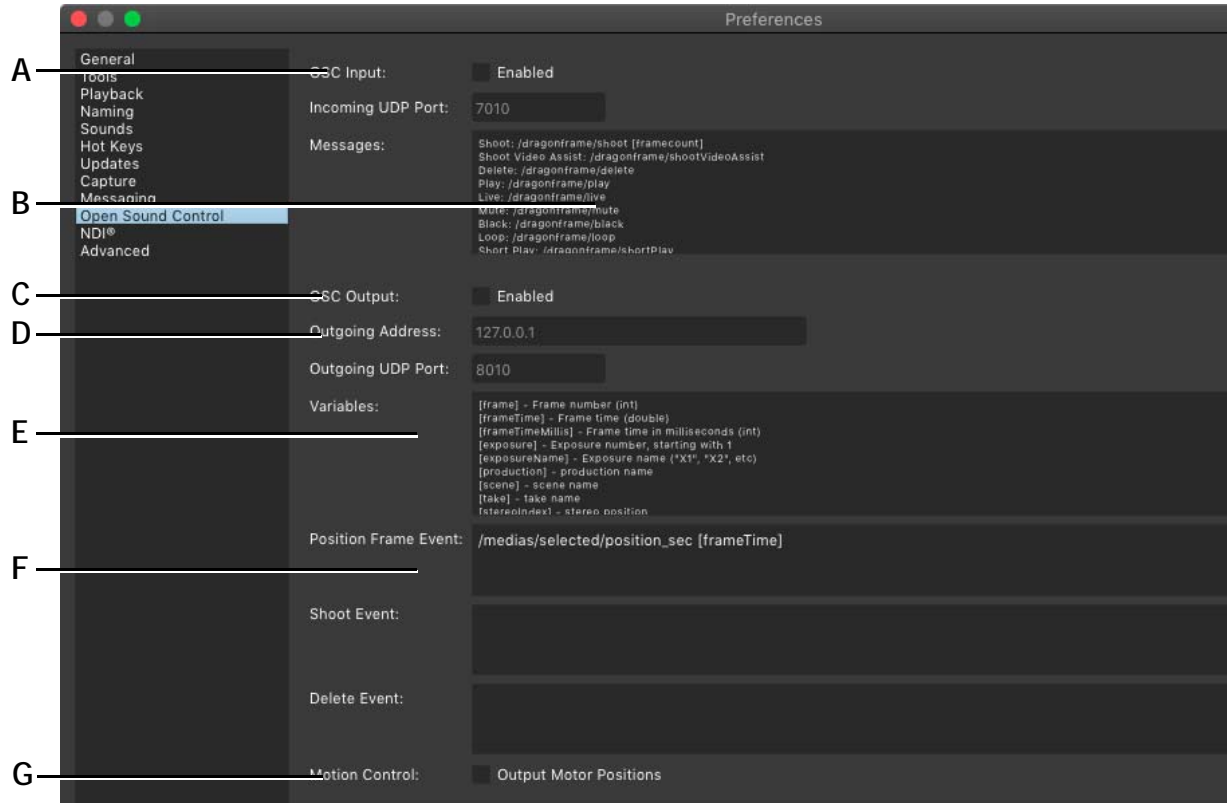 Preferences
General
Tools
Playback
Naming
Sounds
Hot Keys
Updates
Capture
Messaging
Open Sound Control
NDI®
Advanced
A
OSC Input: Enabled
Incoming UDP Port: 7010
Messages:
Shoot: /dragonframe/shoot [framecount]
Shoot Video Assist: /dragonframe/shootVideoAssist
Delete: /dragonframe/delete
Play: /dragonframe/play
B
Live: /dragonframe/live
Mute: /dragonframe/mute
Black: /dragonframe/black
Loop: /dragonframe/loop
Short Play: /dragonframe/shortPlay
C
OSC Output: Enabled
D
Outgoing Address: 127.0.0.1
Outgoing UDP Port: 8010
Variables:
[frame] - Frame number (int)
[frameTime] - Frame time (double)
E
[frameTimeMillis] - Frame time in milliseconds (int)
[exposure] - Exposure number, starting with 1
[exposureName] - Exposure name ("X1", "X2", etc)
[production] - production name
[scene] - scene name
[take] - take name
[stereoIndex] - stereo position
F
Position Frame Event: /medias/selected/position_sec [frameTime]
Shoot Event:
Delete Event:
G
Motion Control: Output Motor Positions